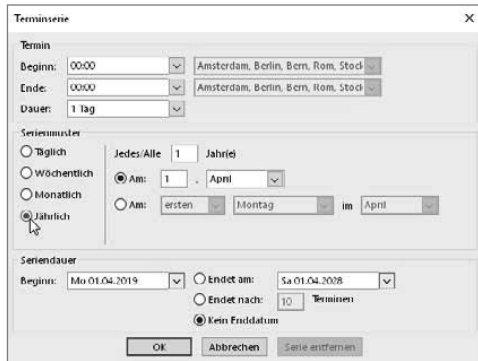 Terminserie
Termin
Beginn: 00:00 Amsterdam, Berlin, Bern, Rom, Stock
Ende: 00:00 Amsterdam, Berlin, Bern, Rom, Stock
Dauer: 1 Tag
Serienmuster
Täglich
Wöchentlich
Monatlich
Jährlich
Jedes/Alle 1 Jahr(e)
Am: 1 . April
Am: ersten Montag im April
Seriendauer
Beginn: Mo 01.04.2019 Endet am: Sa 01.04.2028
Endet nach: 10 Terminen
Kein Enddatum
OK Abbrechen Serie entfernen